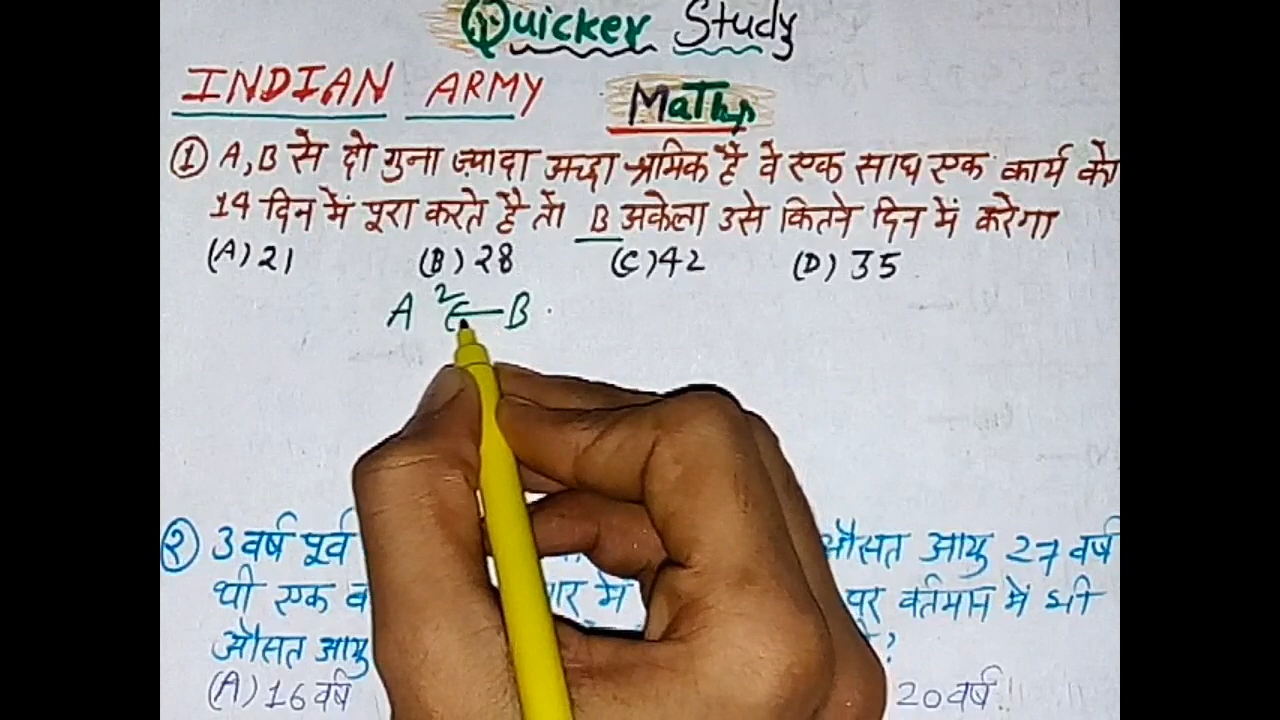 Quicker Study
INDIAN ARMY Maths
① A, B से दो गुना ज़्यादा अच्छा श्रमिक हैं वे एक साथ एक कार्य को
14 दिन में पूरा करते है तो B अकेला उसे कितने दिन में करेगा
(A) 21 (B) 28 (C) 42 (D) 35
A 2 ← B
२ 3 वर्ष पूर्व औसत आयु 27 वर्ष
थी एक में पर वर्तमान में भी
औसत आयु ?
(A) 16 वर्ष 20 वर्ष